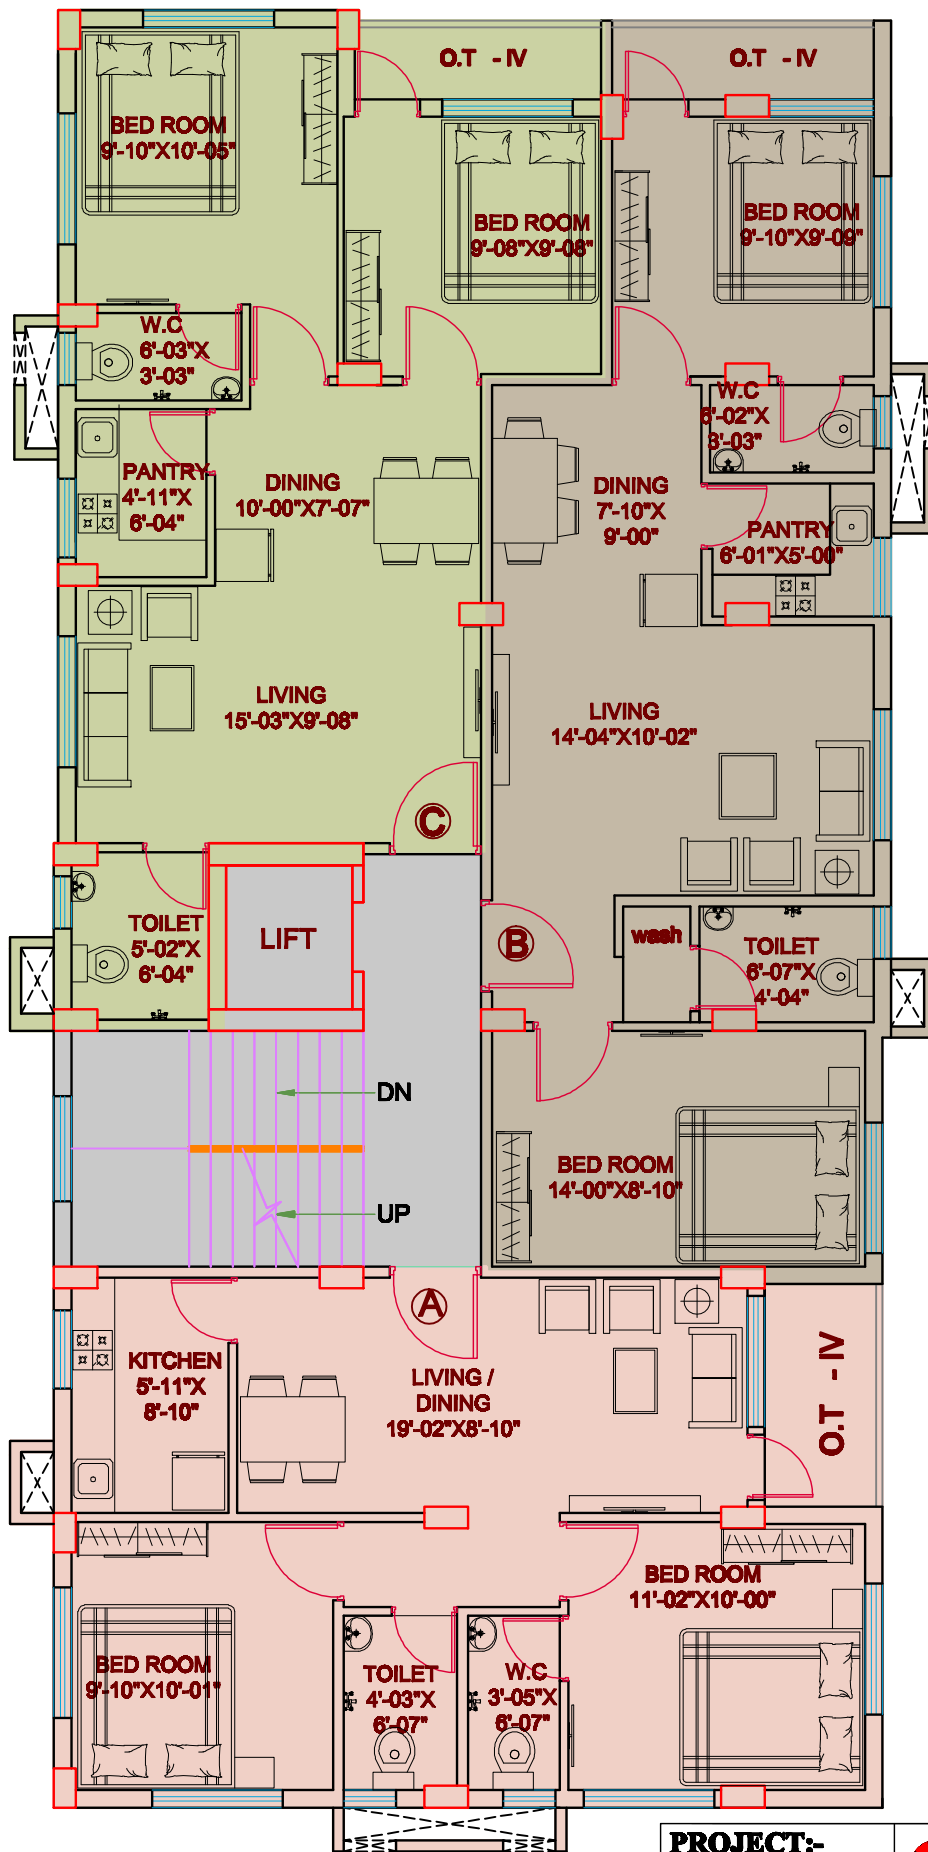 O.T - IV
O.T - IV
BED ROOM
9'-10"X10'-05"
BED ROOM
9'-08"X9'-08"
BED ROOM
9'-10"X9'-09"
W.C
6'-03"X
3'-03"
W.C
6'-02"X
3'-03"
PANTRY
4'-11"X
6'-04"
DINING
10'-00"X7'-07"
DINING
7'-10"X
9'-00"
PANTRY
6'-01"X5'-00"
LIVING
15'-03"X9'-08"
LIVING
14'-04"X10'-02"
C
TOILET
5'-02"X
6'-04"
LIFT
B
wash
TOILET
6'-07"X
4'-04"
DN
UP
BED ROOM
14'-00"X8'-10"
A
KITCHEN
5'-11"X
8'-10"
LIVING /
DINING
19'-02"X8'-10"
O.T - IV
BED ROOM
11'-02"X10'-00"
BED ROOM
9'-10"X10'-01"
TOILET
4'-03"X
6'-07"
W.C
3'-05"X
6'-07"
PROJECT:-